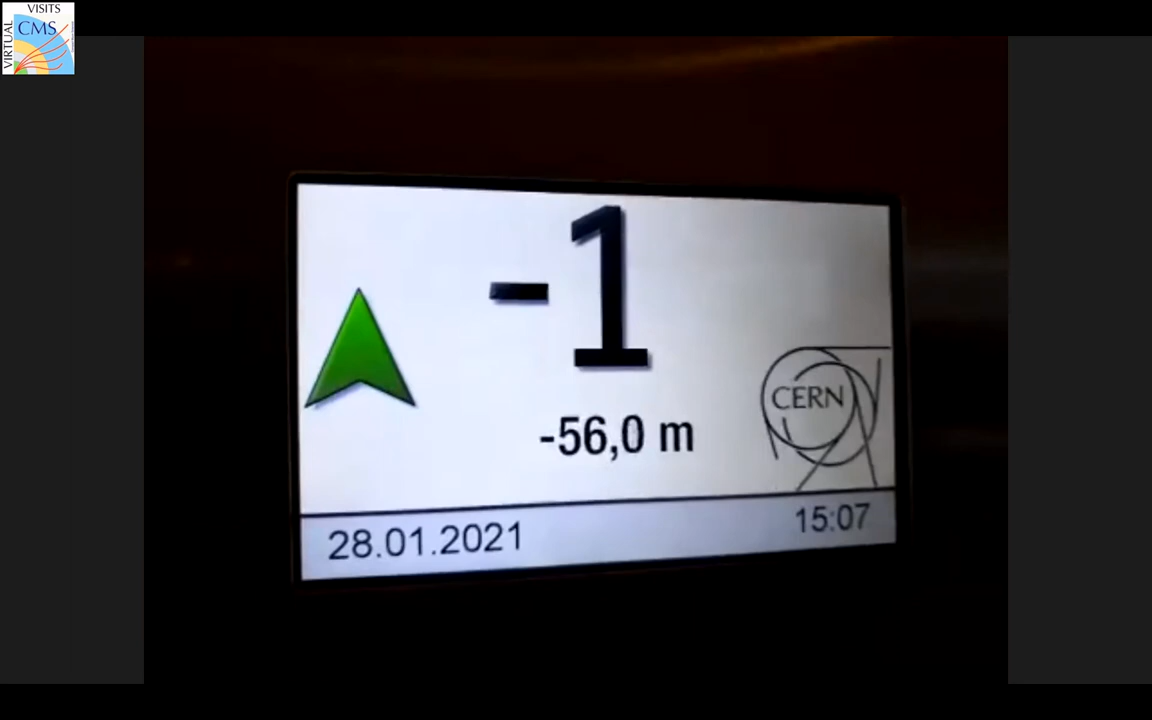 VISITS
CMS
VIRTUAL
-1
-56,0 m
CERN
28.01.2021
15:07